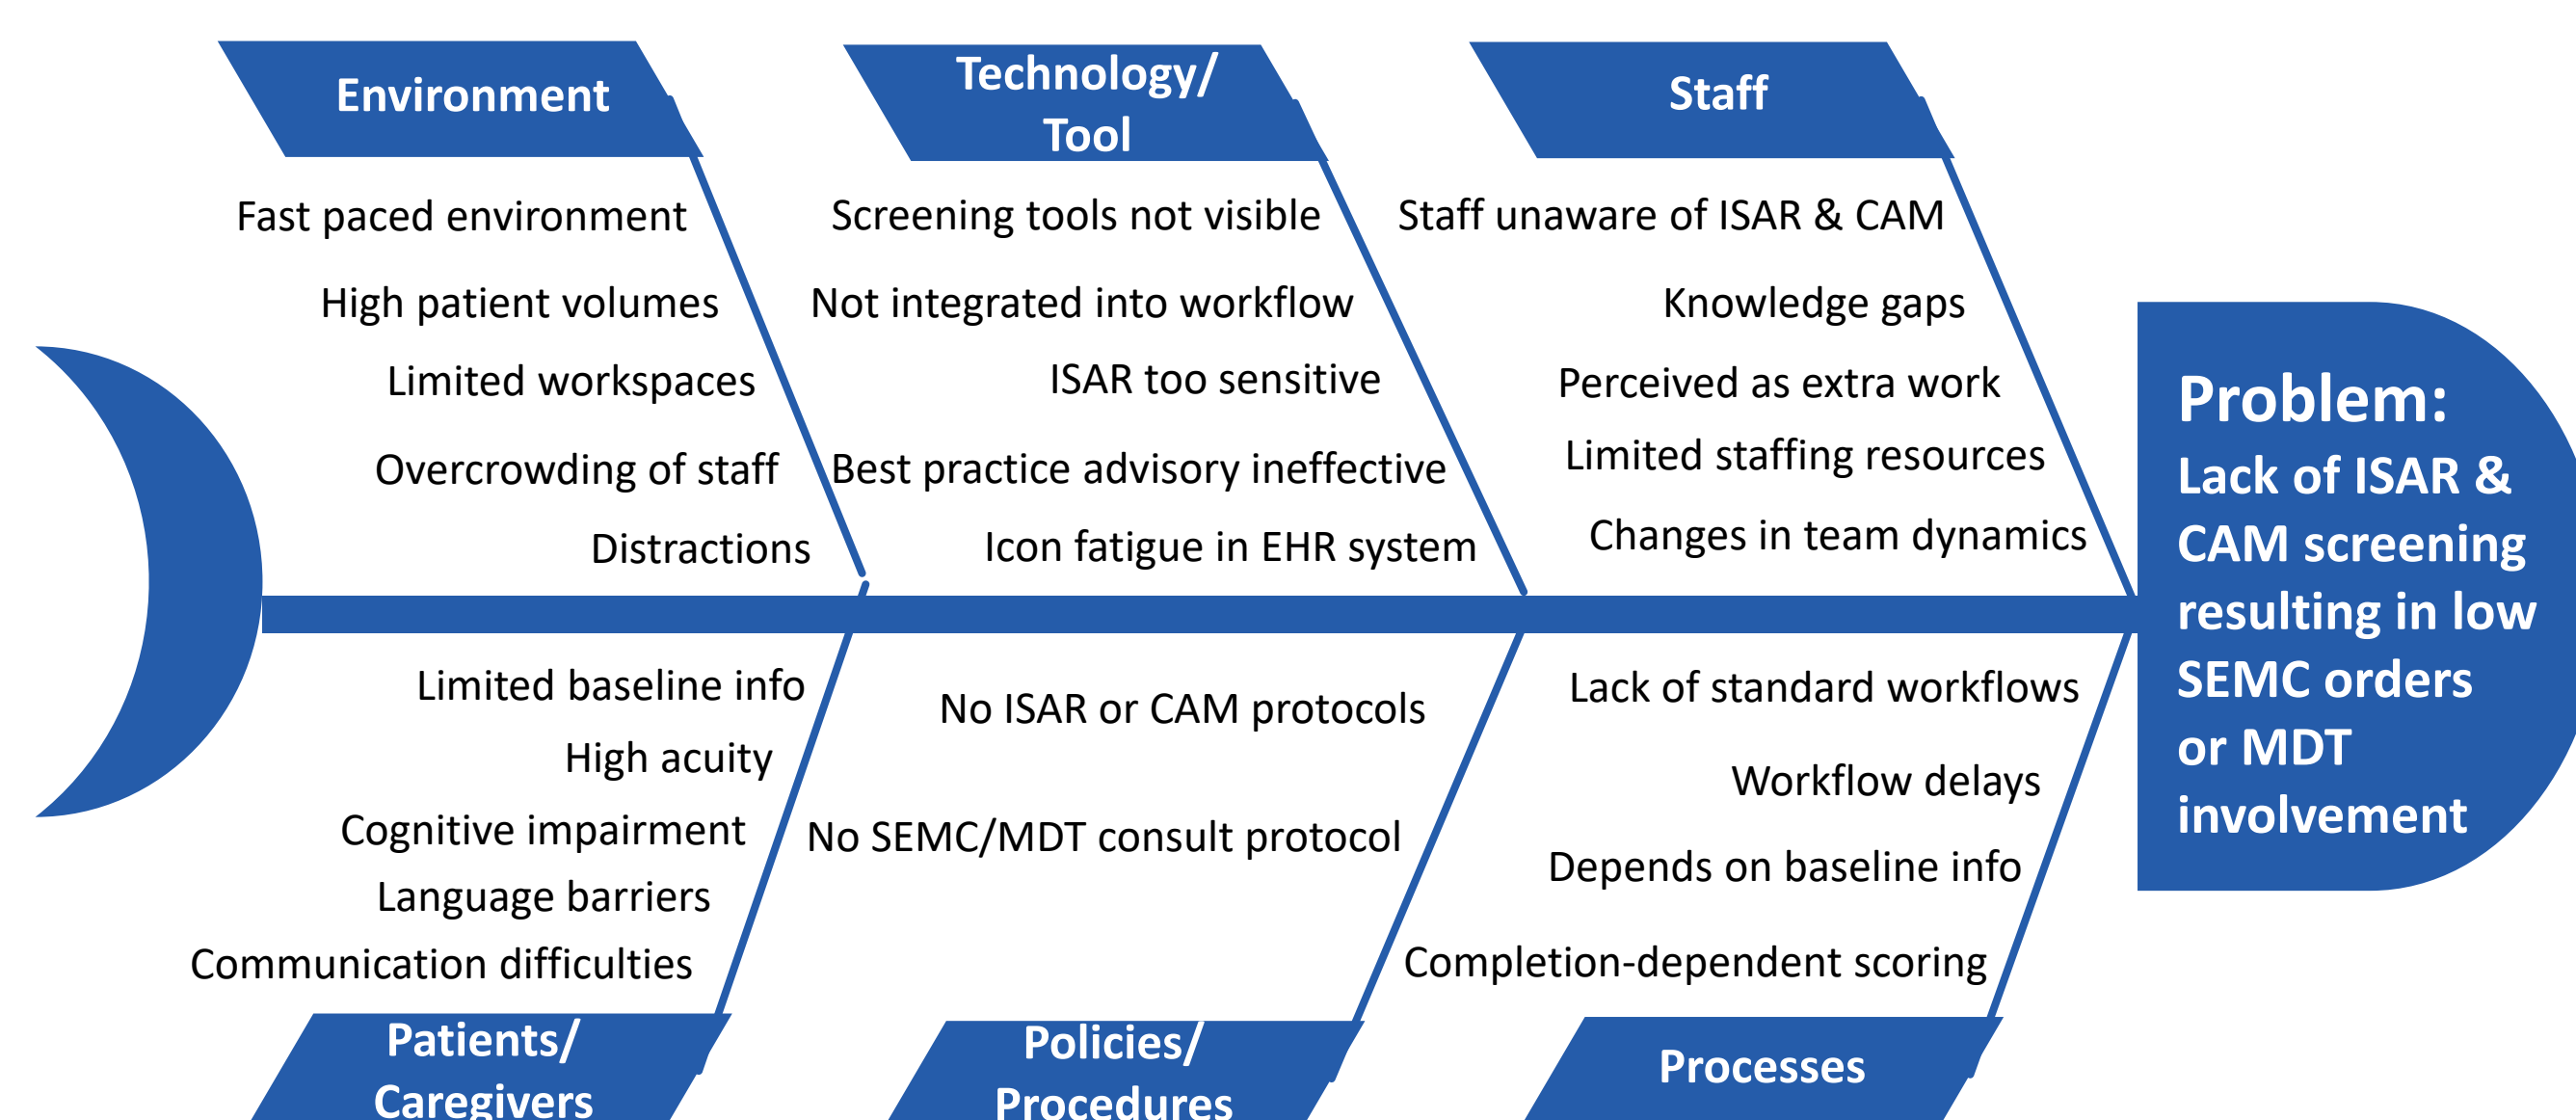 Environment
Fast paced environment
High patient volumes
Limited workspaces
Overcrowding of staff
Distractions
Technology/
Tool
Screening tools not visible
Not integrated into workflow
ISAR too sensitive
Best practice advisory ineffective
Icon fatigue in EHR system
Staff
Staff unaware of ISAR & CAM
Knowledge gaps
Perceived as extra work
Limited staffing resources
Changes in team dynamics
Limited baseline info
High acuity
Cognitive impairment
Language barriers
Communication difficulties
Patients/
Caregivers
No ISAR or CAM protocols
No SEMC/MDT consult protocol
Policies/
Procedures
Lack of standard workflows
Workflow delays
Depends on baseline info
Completion-dependent scoring
Processes
Problem:
Lack of ISAR &
CAM screening
resulting in low
SEMC orders
or MDT
involvement